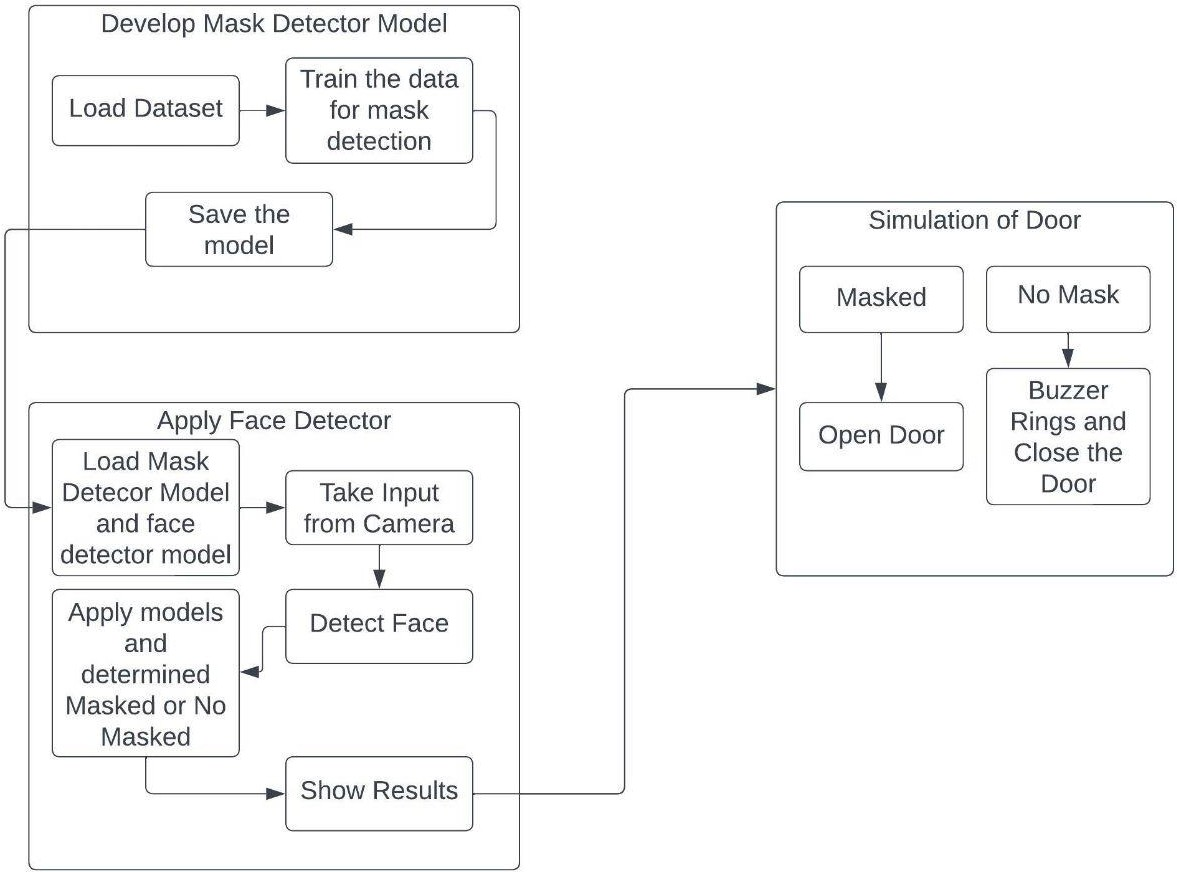 Develop Mask Detector Model
Load Dataset
Train the data
for mask
detection
Save the
model
Apply Face Detector
Load Mask
Detecor Model
and face
detector model
Take Input
from Camera
Detect Face
Apply models
and
determined
Masked or No
Masked
Show Results
Simulation of Door
Masked
Open Door
No Mask
Buzzer
Rings and
Close the
Door